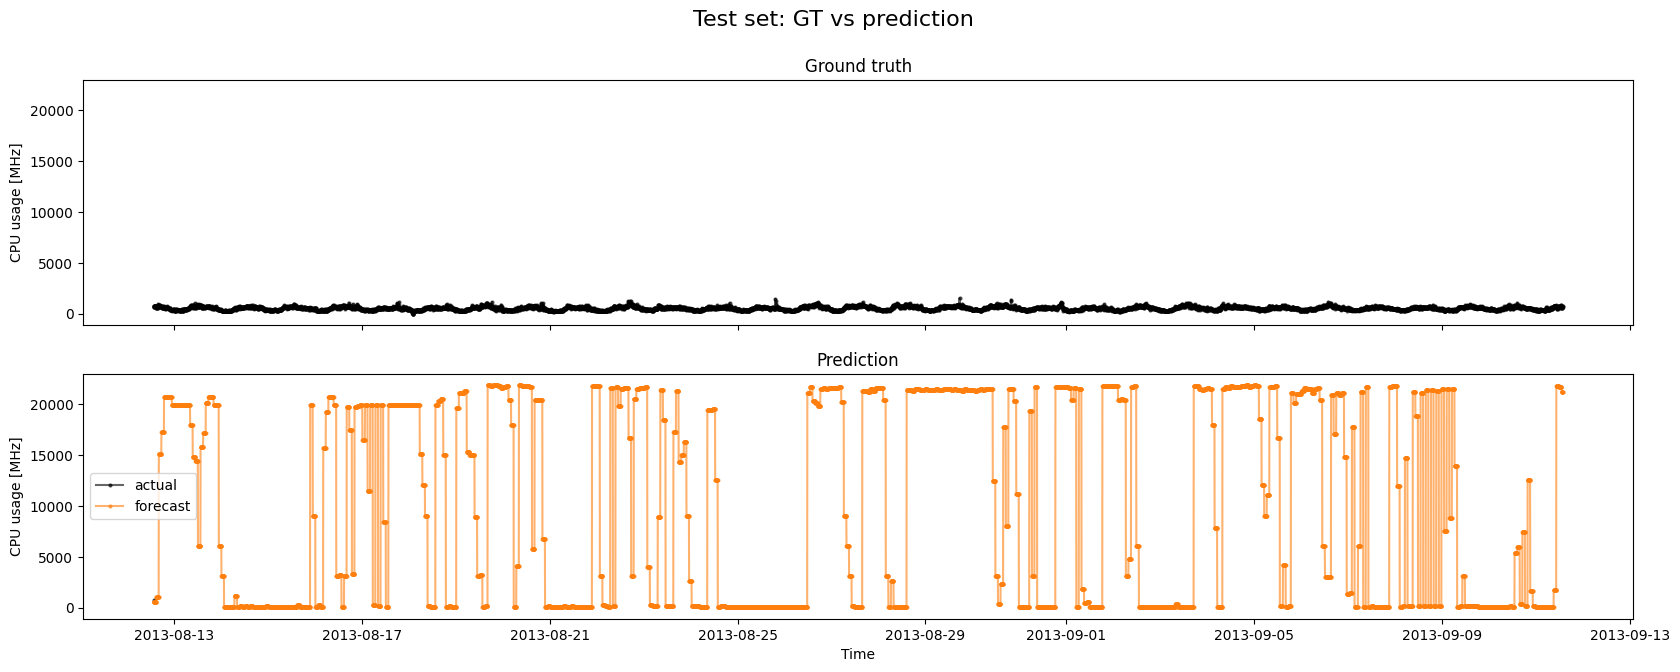 Test set: GT vs prediction
Ground truth
CPU usage [MHz]
20000
15000
10000
5000
0
Prediction
CPU usage [MHz]
20000
15000
10000
5000
0
actual
forecast
2013-08-13
2013-08-17
2013-08-21
2013-08-25
2013-08-29
2013-09-01
2013-09-05
2013-09-09
2013-09-13
Time